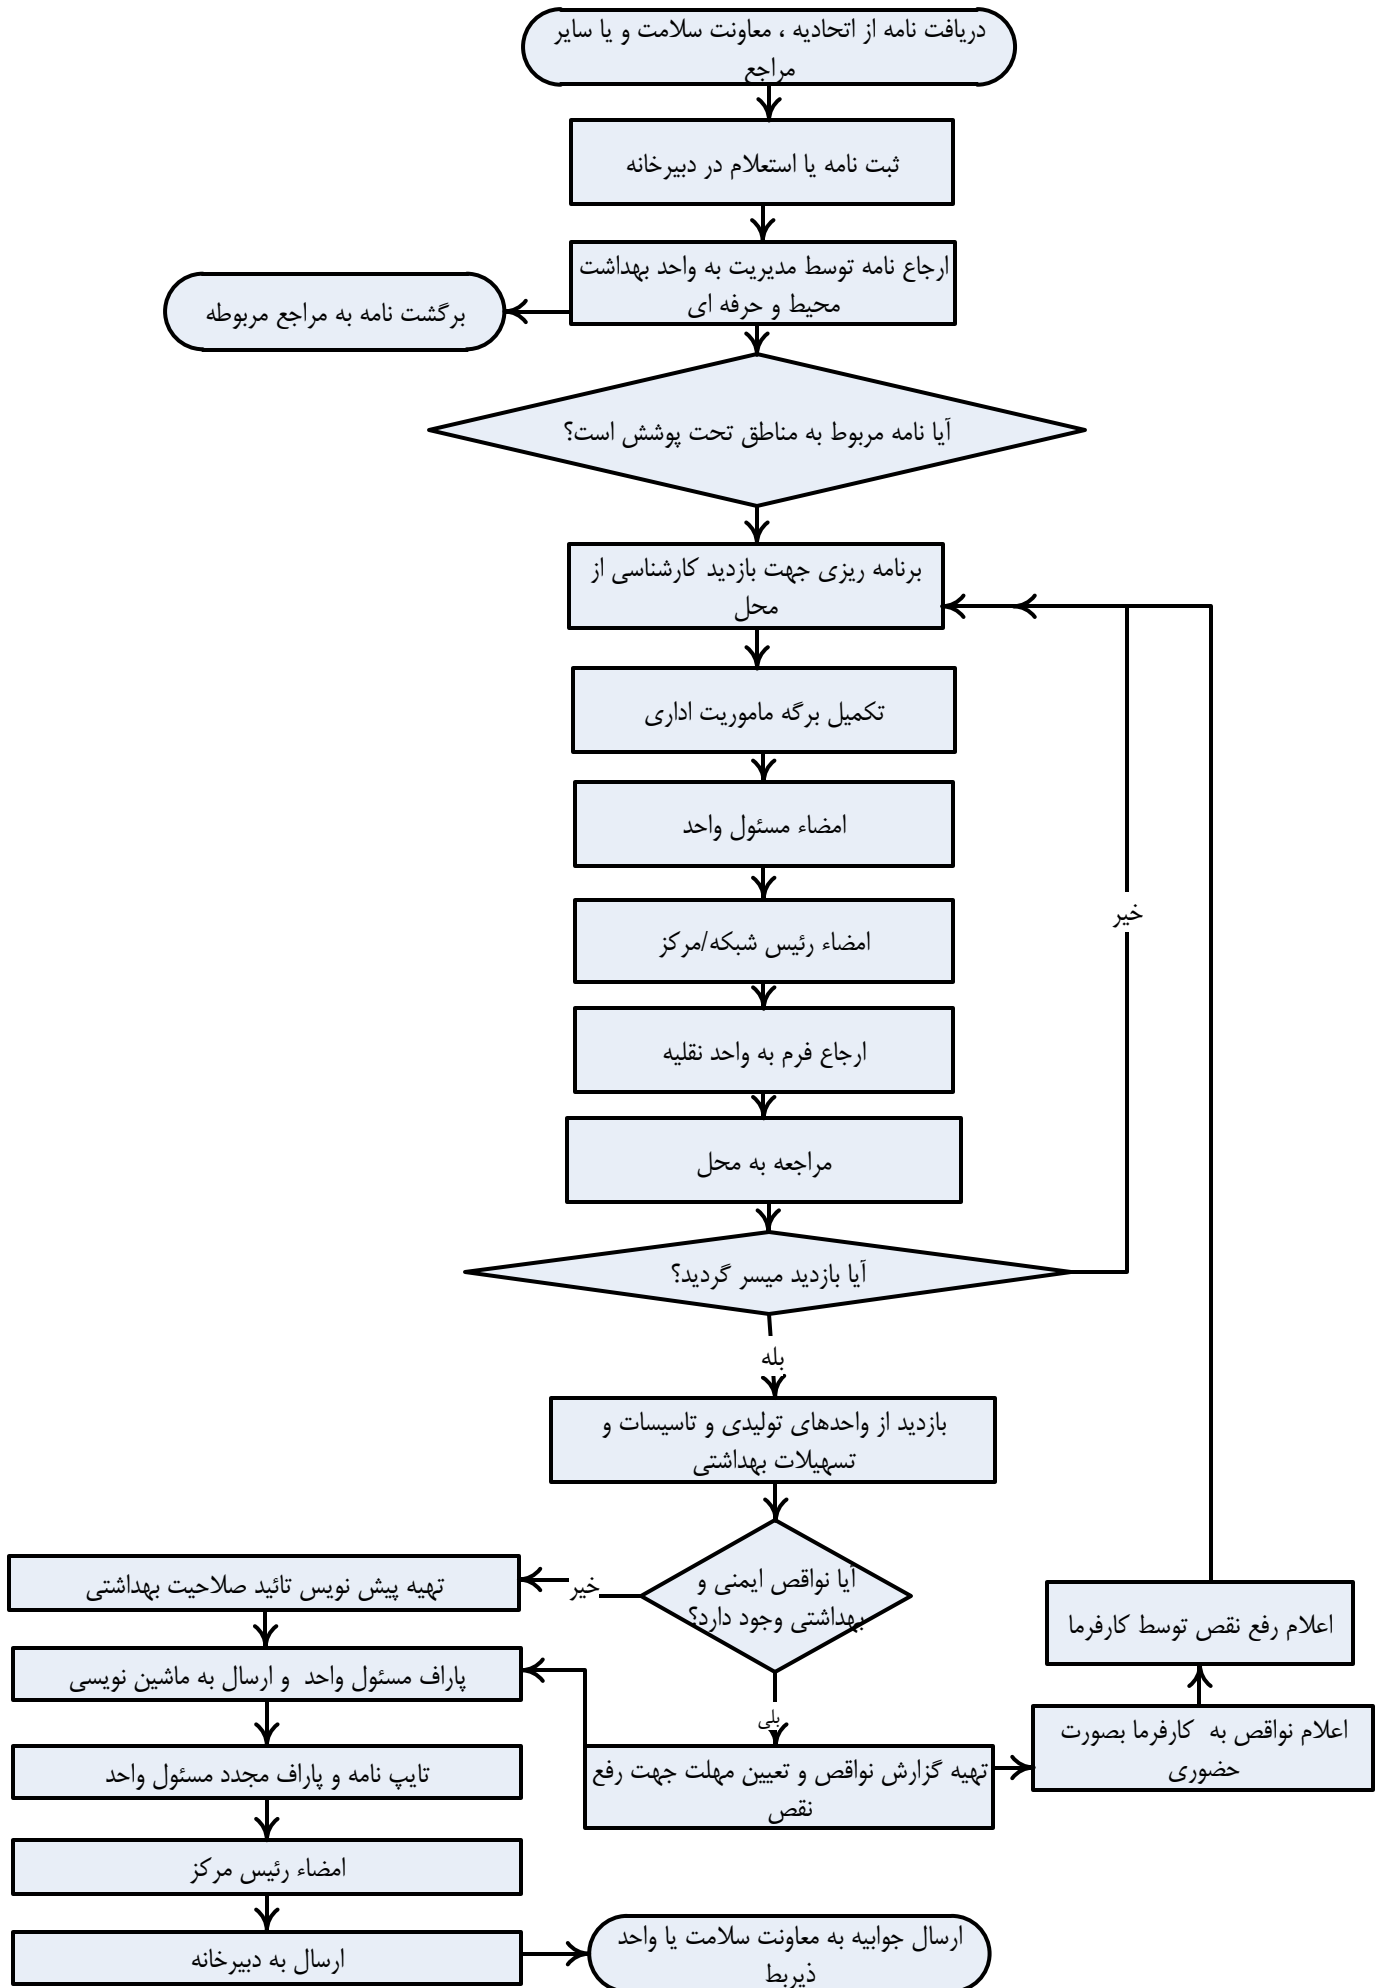 دریافت نامه از اتحادیه ، معاونت سلامت و یا سایر
مراجع
ثبت نامه یا استعلام در دبیرخانه
ارجاع نامه توسط مدیریت به واحد بهداشت
محیط و حرفه ای
برگشت نامه به مراجع مربوطه
آیا نامه مربوط به مناطق تحت پوشش است؟
برنامه ریزی جهت بازدید کارشناسی از
محل
تکمیل برگه ماموریت اداری
امضاء مسئول واحد
امضاء رئیس شبکه/مرکز
خیر
ارجاع فرم به واحد نقلیه
مراجعه به محل
آیا بازدید میسر گردید؟
بله
بازدید از واحدهای تولیدی و تاسیسات و
تسهیلات بهداشتی
آیا نواقص ایمنی و
بهداشتی وجود دارد؟
خیر
تهیه پیش نویس تائید صلاحیت بهداشتی
اعلام رفع نقص توسط کارفرما
پاراف مسئول واحد  و ارسال به ماشین نویسی
بلی
اعلام نواقص به  کارفرما بصورت
حضوری
تهیه گزارش نواقص و تعیین مهلت جهت رفع
نقص
تایپ نامه و پاراف مجدد مسئول واحد
امضاء رئیس مرکز
ارسال به دبیرخانه
ارسال جوابیه به معاونت سلامت یا واحد
ذیربط